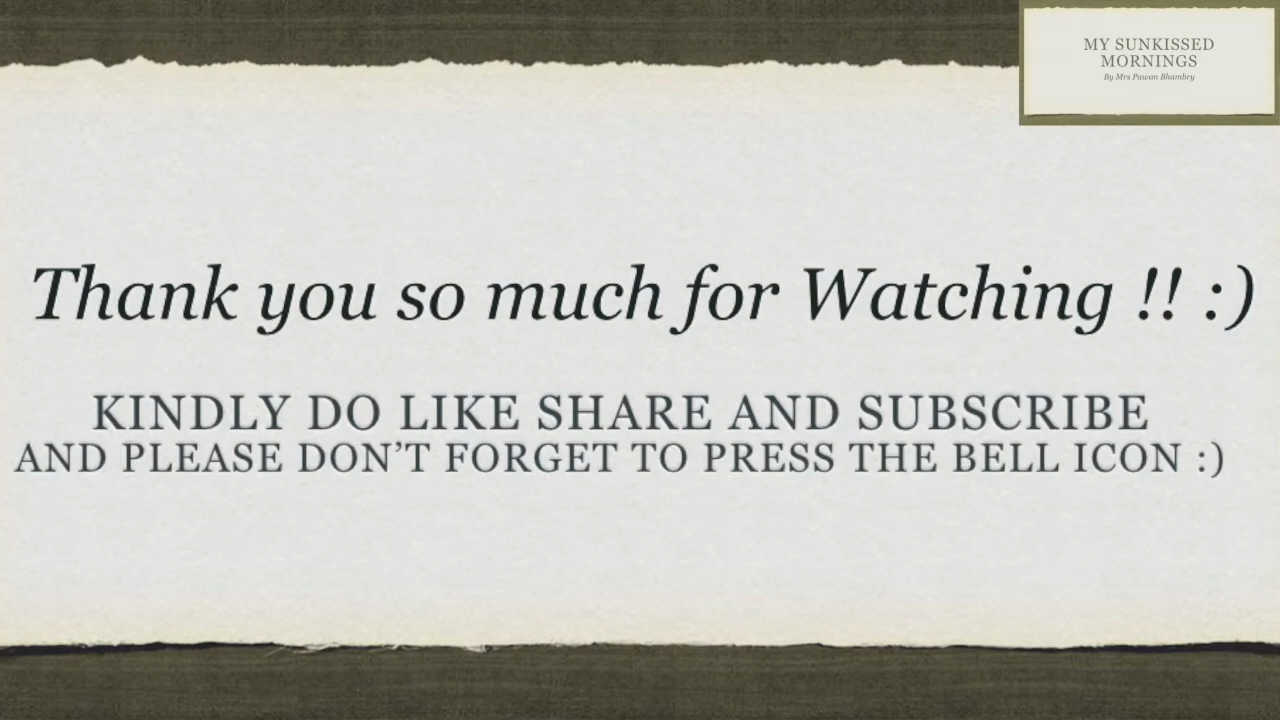 MY SUNKISSED
MORNINGS
By Mrs Pawan Bhambry
Thank you so much for Watching !! :)
KINDLY DO LIKE SHARE AND SUBSCRIBE
AND PLEASE DON’T FORGET TO PRESS THE BELL ICON :)